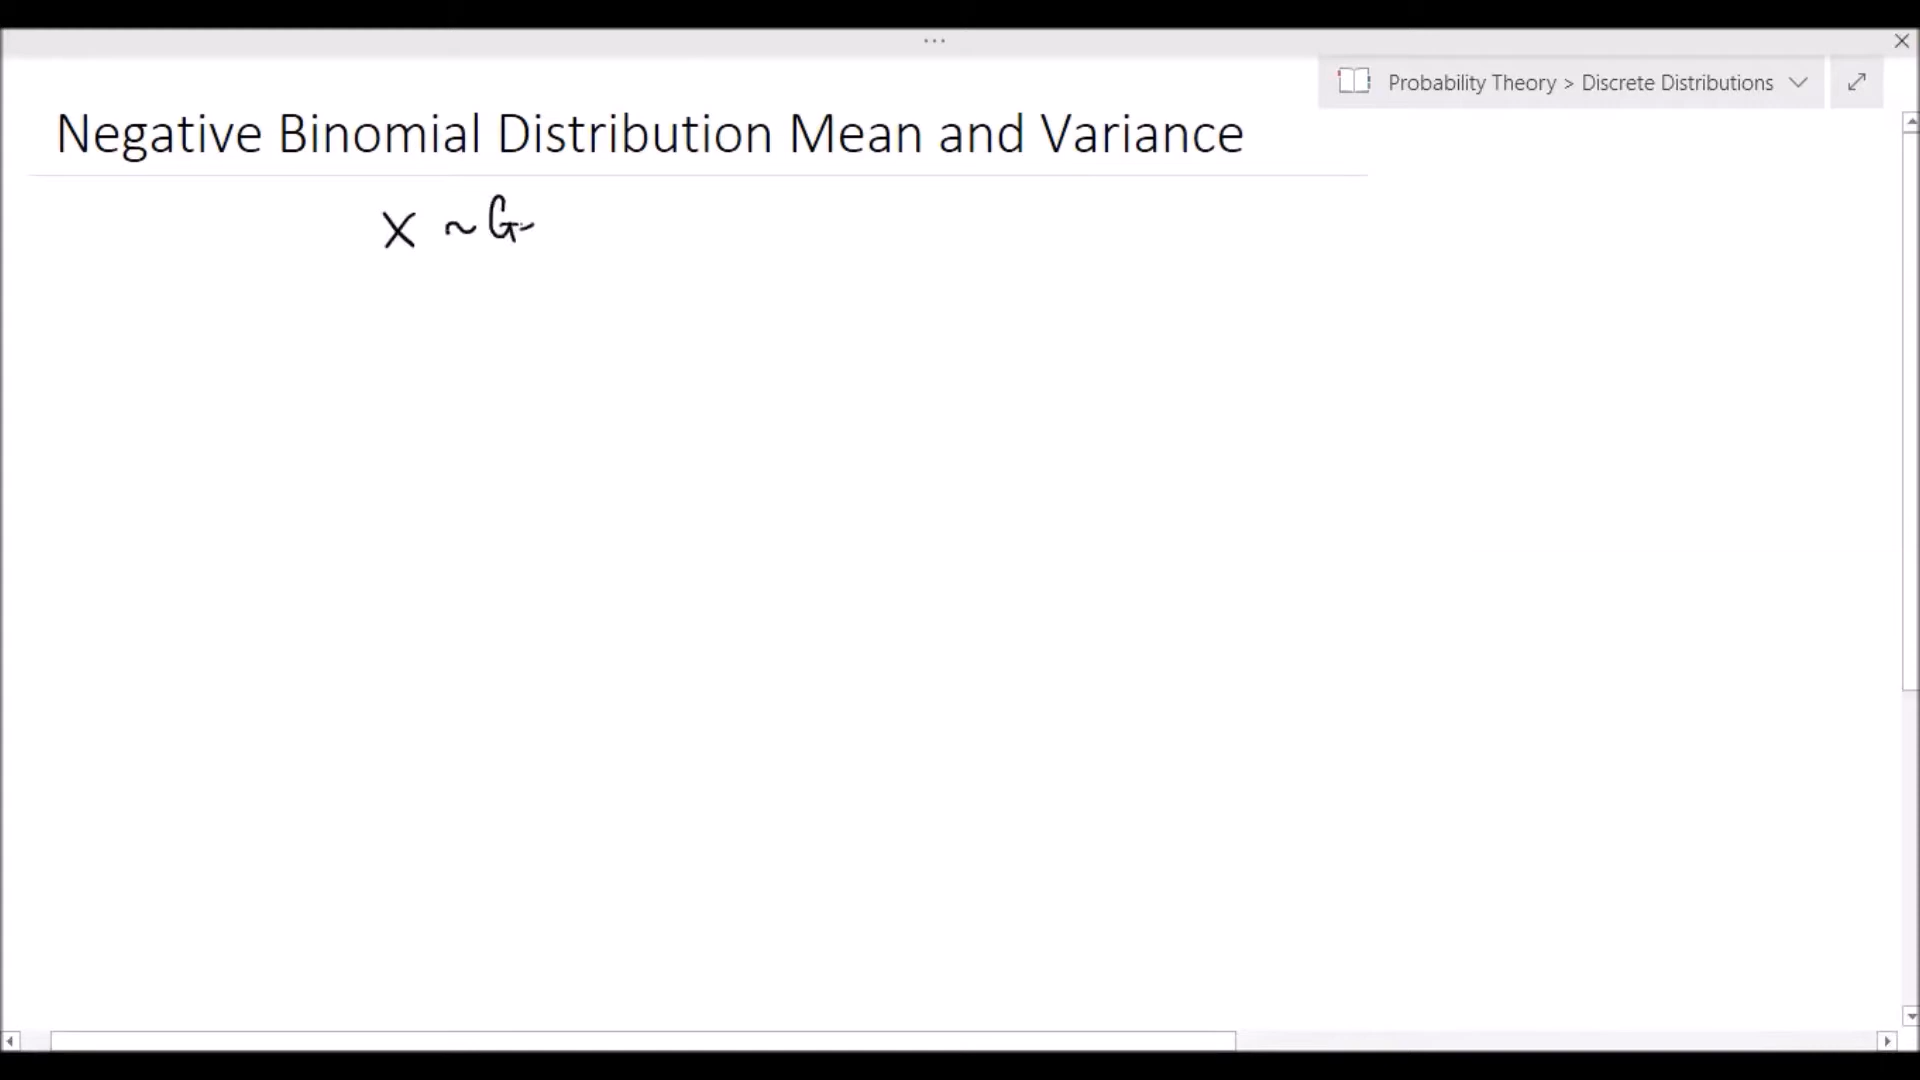 ...
Probability Theory > Discrete Distributions
Negative Binomial Distribution Mean and Variance
X ~ G